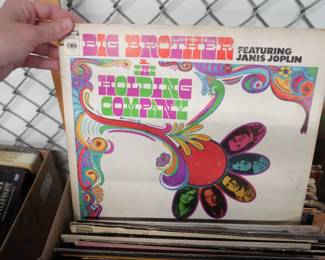 BIG BROTHER
FEATURING
JANIS JOPLIN
& THE
HOLDING
COMPANY